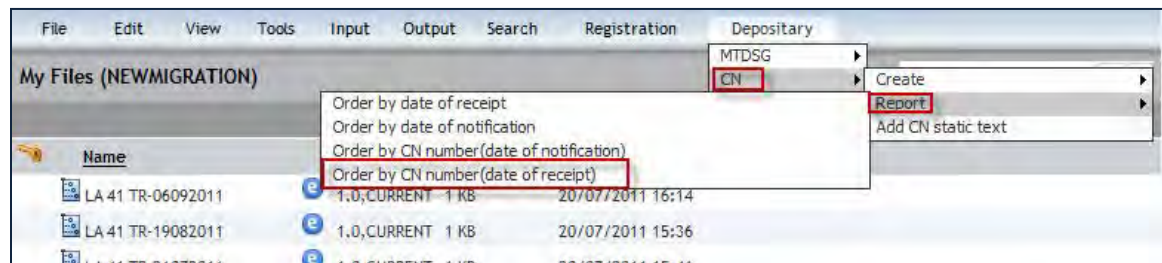 File Edit View Tools Input Output Search Registration Depositary
MTDSG
My Files (NEWMIGRATION)
CN
Create
Report
Add CN static text
Order by date of receipt
Order by date of notification
Order by CN number(date of notification)
Order by CN number(date of receipt)
Name
LA 41 TR-06092011 1.0,CURRENT 1 KB 20/07/2011 16:14
LA 41 TR-19082011 1.0,CURRENT 1 KB 20/07/2011 15:36